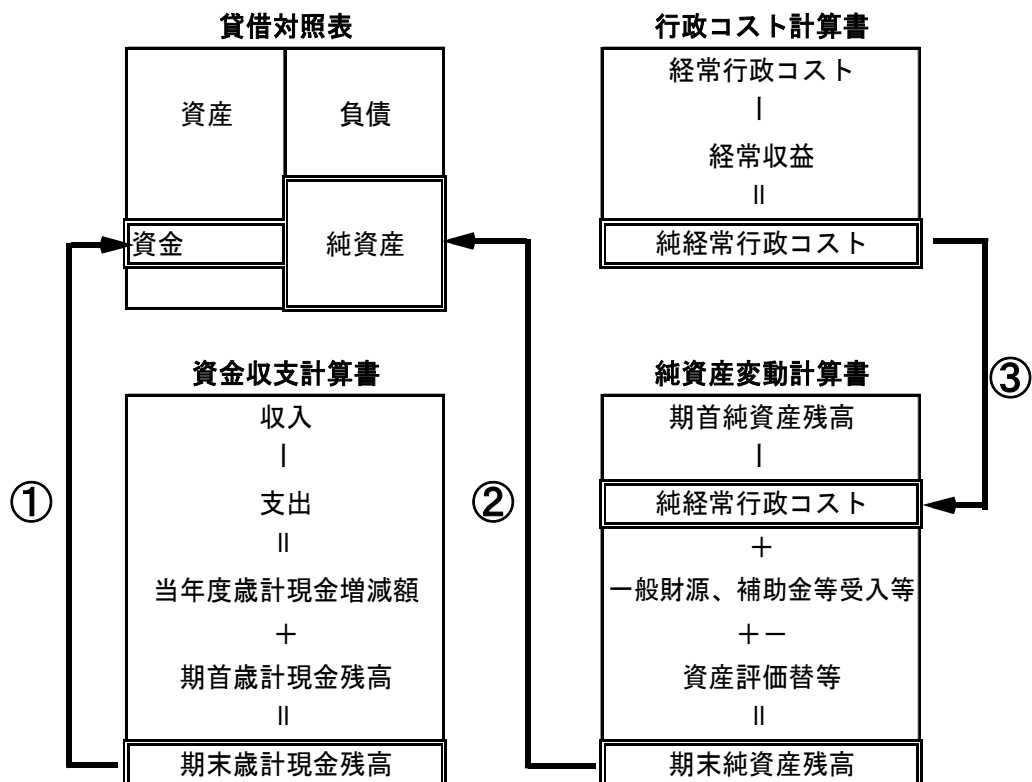 貸借対照表
資産
負債
資金
純資産
行政コスト計算書
経常行政コスト
－
経常収益
＝
純経常行政コスト
資金収支計算書
収入
－
支出
＝
当年度歳計現金増減額
＋
期首歳計現金残高
＝
期末歳計現金残高
純資産変動計算書
期首純資産残高
－
純経常行政コスト
＋
一般財源、補助金等受入等
＋－
資産評価替等
＝
期末純資産残高
①
②
③